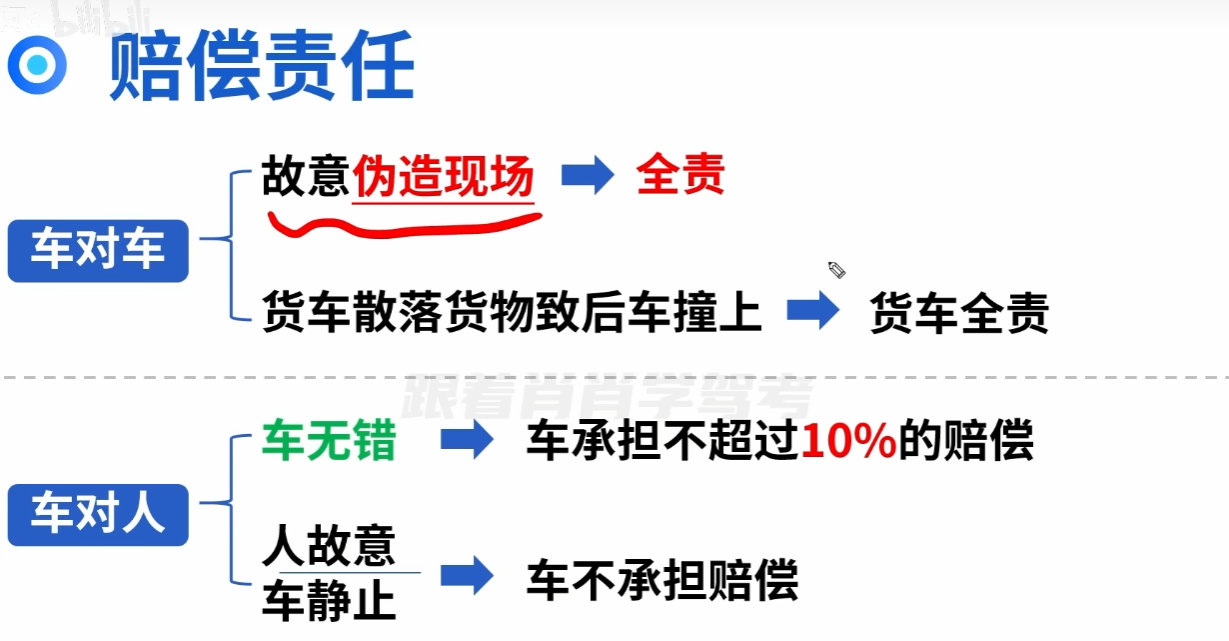 bilibili
赔偿责任
故意伪造现场
全责
车对车
货车散落货物致后车撞上
货车全责
跟着肖肖学驾考
车无错
车承担不超过10%的赔偿
车对人
人故意
车静止
车不承担赔偿